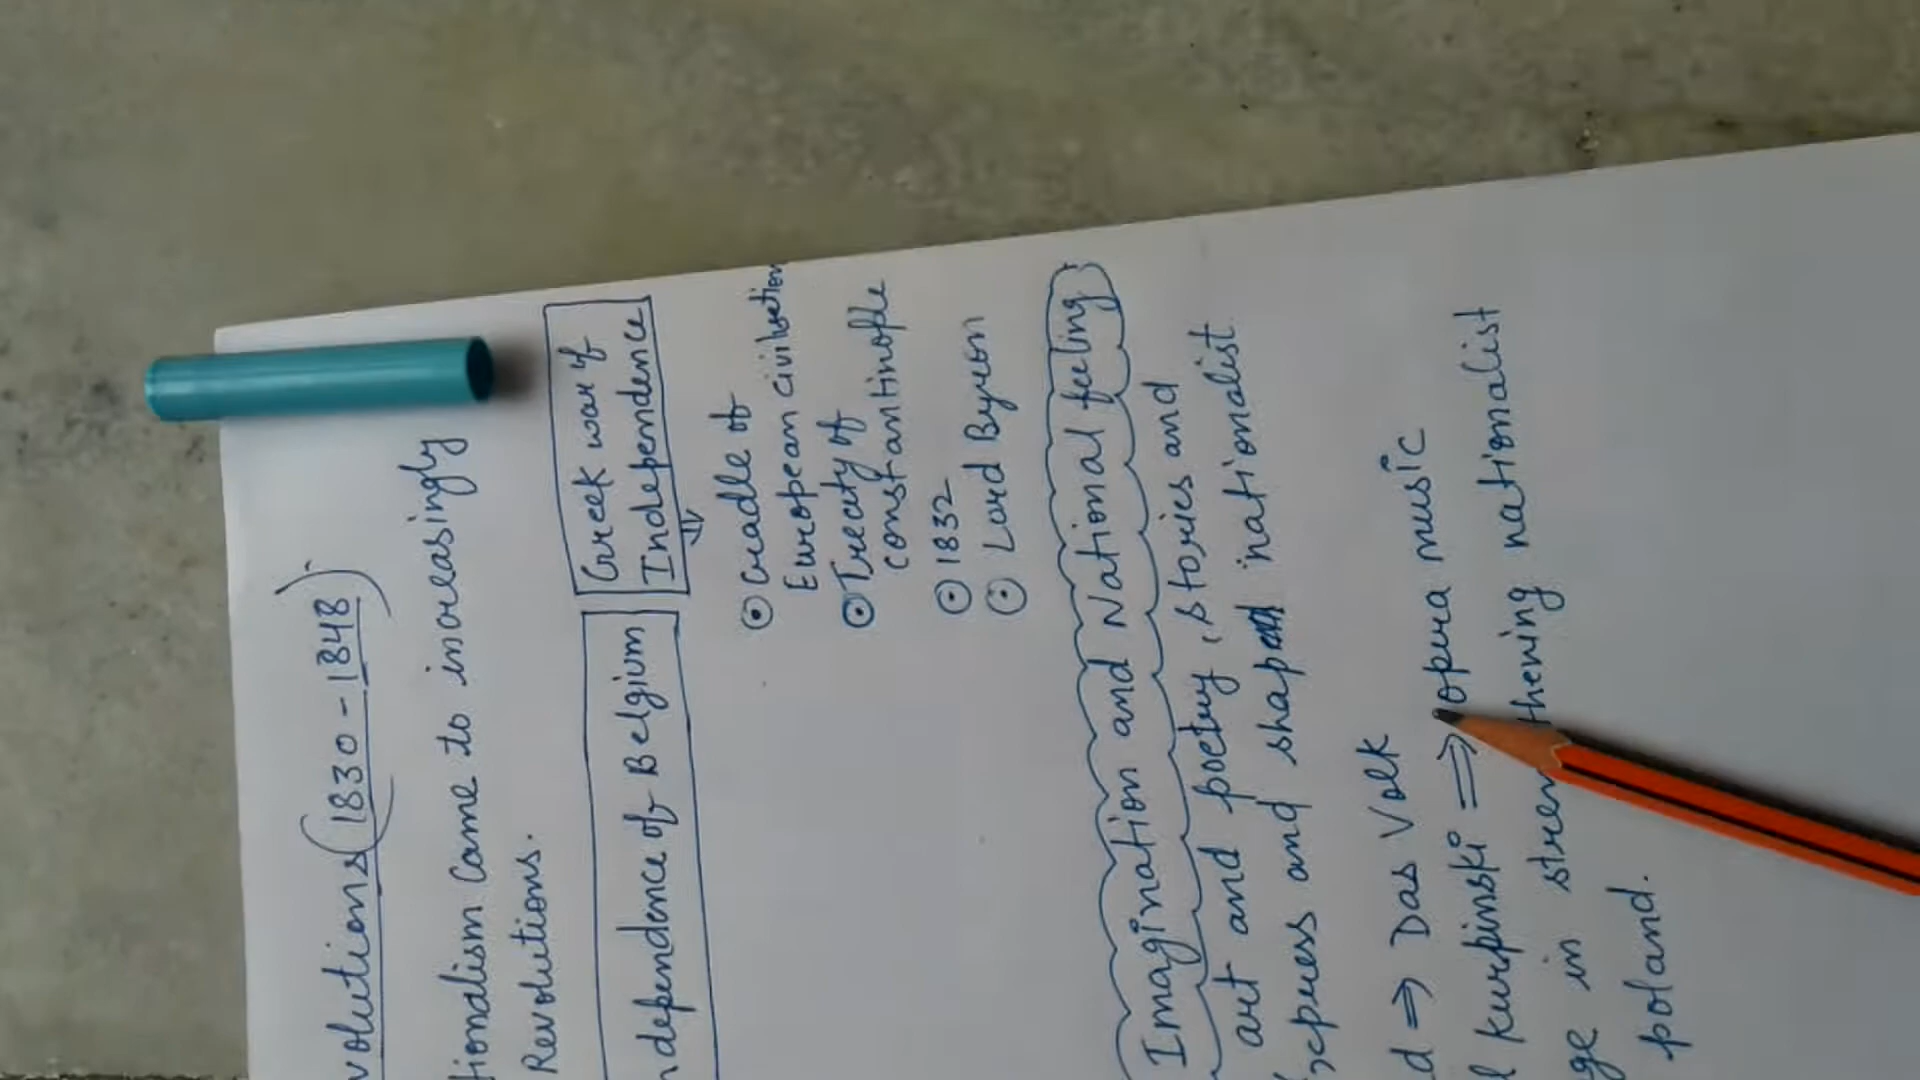 volutions (1830-1848)
tionalism came to increasingly
Revolutions.
ndependence of Belgium
Greek war of
Independence
cradle of
European civilisation
Treaty of
constantinople
1832
Lord Byron
Imagination and National feeling
art and poetry, stories and
xpress and shaped nationalist
d ⇒ Das Volk
l kurpinski ⇒ opera music
ge in strengthening nationalist
poland.